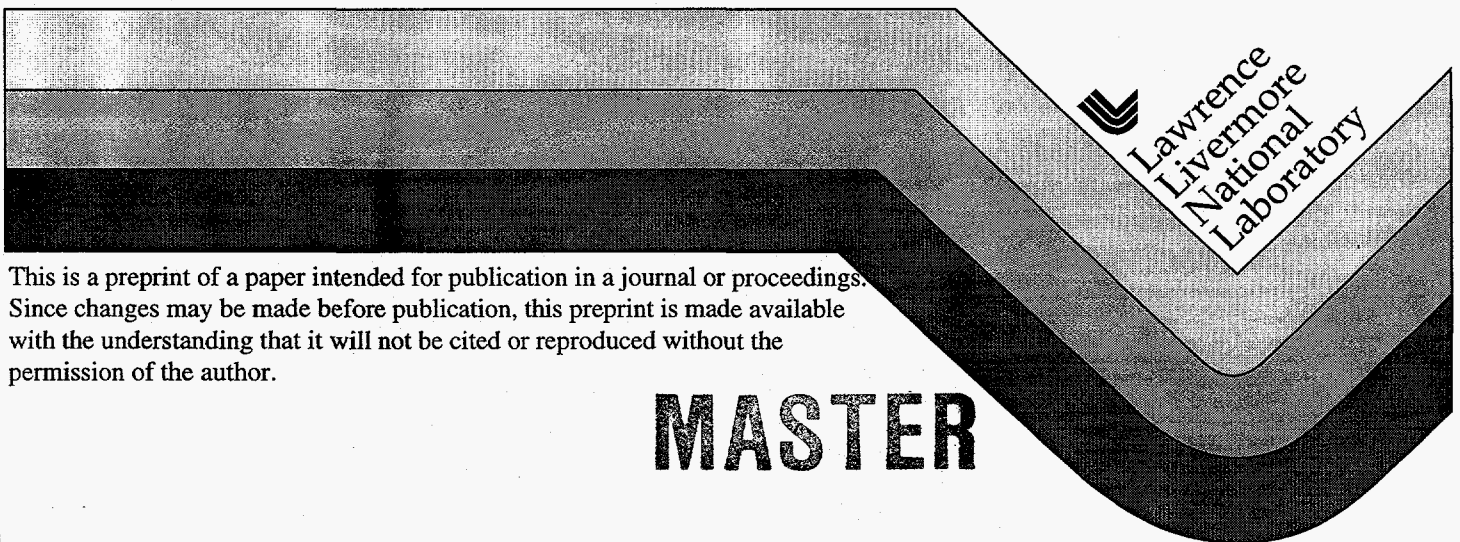 Lawrence
Livermore
National
Laboratory
This is a preprint of a paper intended for publication in a journal or proceedings.
Since changes may be made before publication, this preprint is made available
with the understanding that it will not be cited or reproduced without the
permission of the author.
MASTER